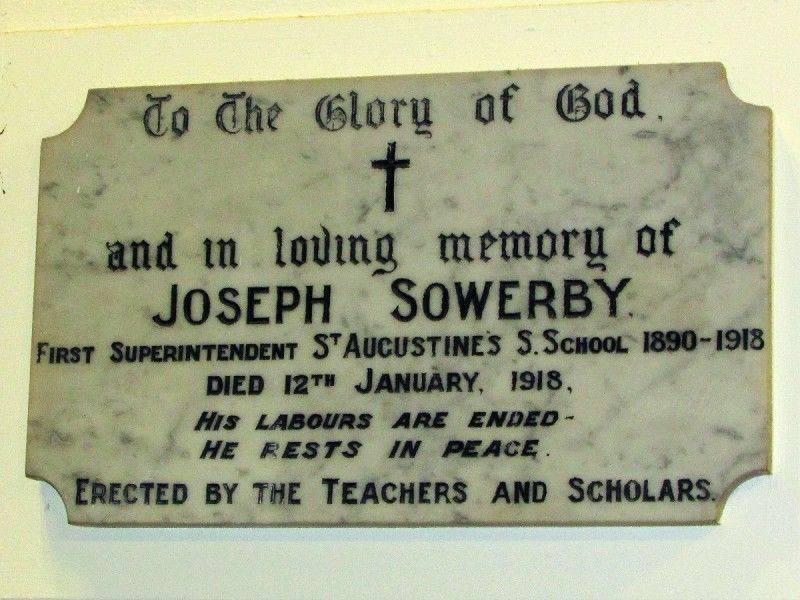 To The Glory of God.
and in loving memory of
JOSEPH SOWERBY.
FIRST SUPERINTENDENT ST AUGUSTINE'S S. SCHOOL 1890-1918
DIED 12TH JANUARY, 1918,
HIS LABOURS ARE ENDED-
HE RESTS IN PEACE.
ERECTED BY THE TEACHERS AND SCHOLARS.